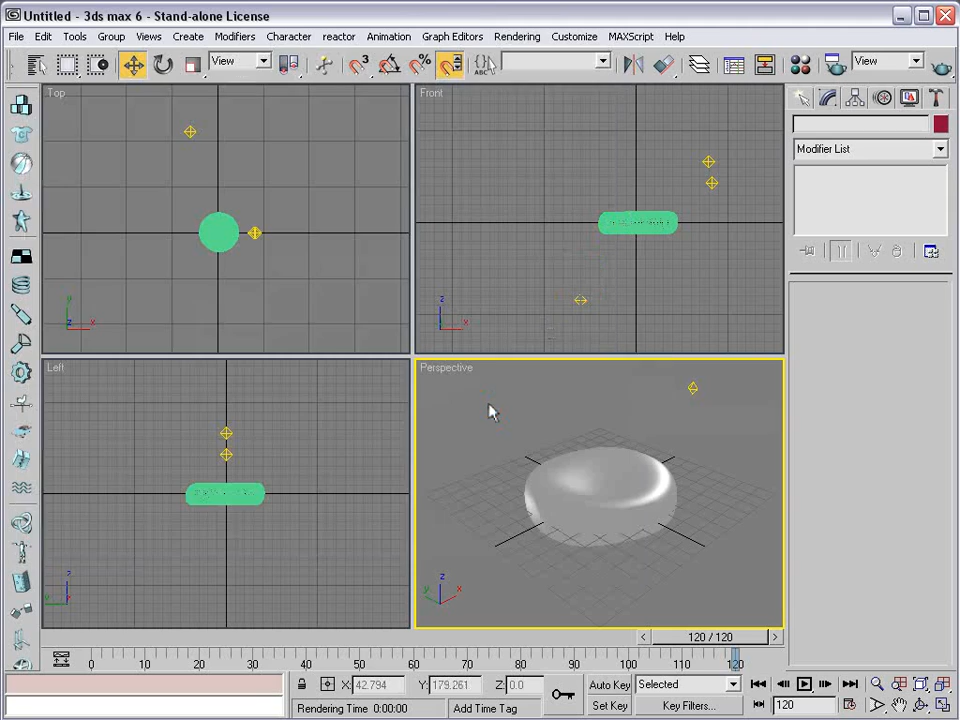 Untitled - 3ds max 6 - Stand-alone License
File Edit Tools Group Views Create Modifiers Character reactor Animation Graph Editors Rendering Customize MAXScript Help
View 3 % ABC View
Top
Front
Modifier List
y
z x
z
x
Left
Perspective
z
y
z
y x
< 120 / 120 >
0 10 20 30 40 50 60 70 80 90 100 110 120
X: 42.794 Y: 179.261 Z: 0.0 Auto Key Selected
Rendering Time 0:00:00 Add Time Tag Set Key Key Filters... 120